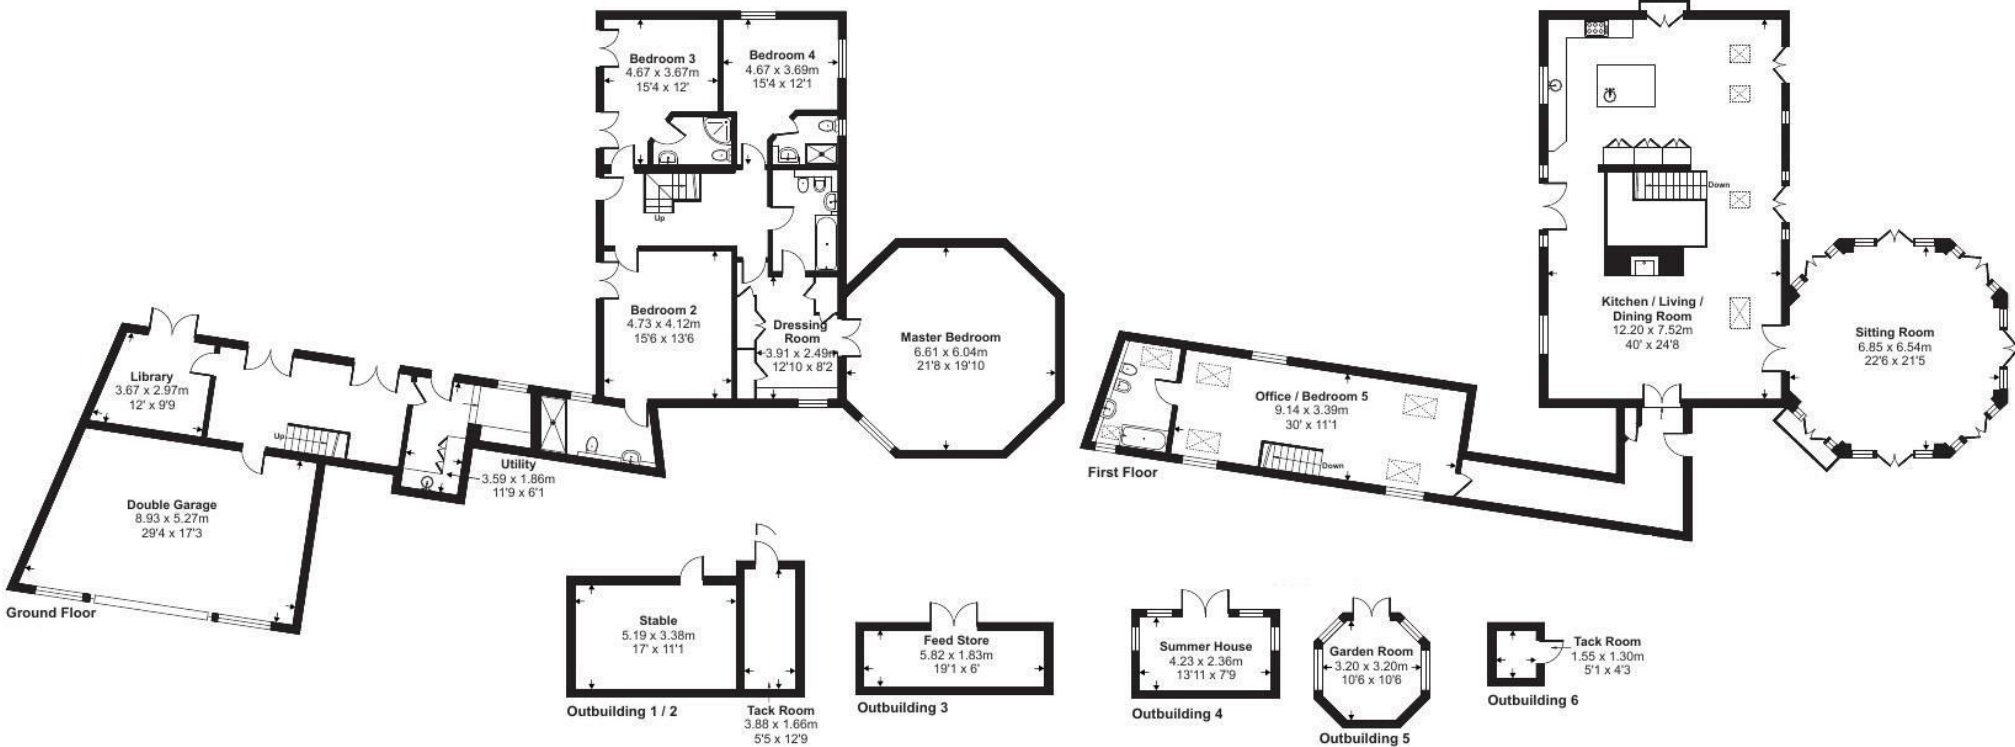 Bedroom 3
4.67 x 3.67m
15'4 x 12'
Bedroom 4
4.67 x 3.69m
15'4 x 12'1
Up
Bedroom 2
4.73 x 4.12m
15'6 x 13'6
Dressing
Room
3.91 x 2.49m
12'10 x 8'2
Master Bedroom
6.61 x 6.04m
21'8 x 19'10
Library
3.67 x 2.97m
12' x 9'9
Up
Utility
3.59 x 1.86m
11'9 x 6'1
Double Garage
8.93 x 5.27m
29'4 x 17'3
Ground Floor
Down
Kitchen / Living /
Dining Room
12.20 x 7.52m
40' x 24'8
Sitting Room
6.85 x 6.54m
22'6 x 21'5
Office / Bedroom 5
9.14 x 3.39m
30' x 11'1
Down
First Floor
Stable
5.19 x 3.38m
17' x 11'1
Outbuilding 1 / 2
Tack Room
3.88 x 1.66m
5'5 x 12'9
Feed Store
5.82 x 1.83m
19'1 x 6'
Outbuilding 3
Summer House
4.23 x 2.36m
13'11 x 7'9
Outbuilding 4
Garden Room
3.20 x 3.20m
10'6 x 10'6
Outbuilding 5
Tack Room
1.55 x 1.30m
5'1 x 4'3
Outbuilding 6